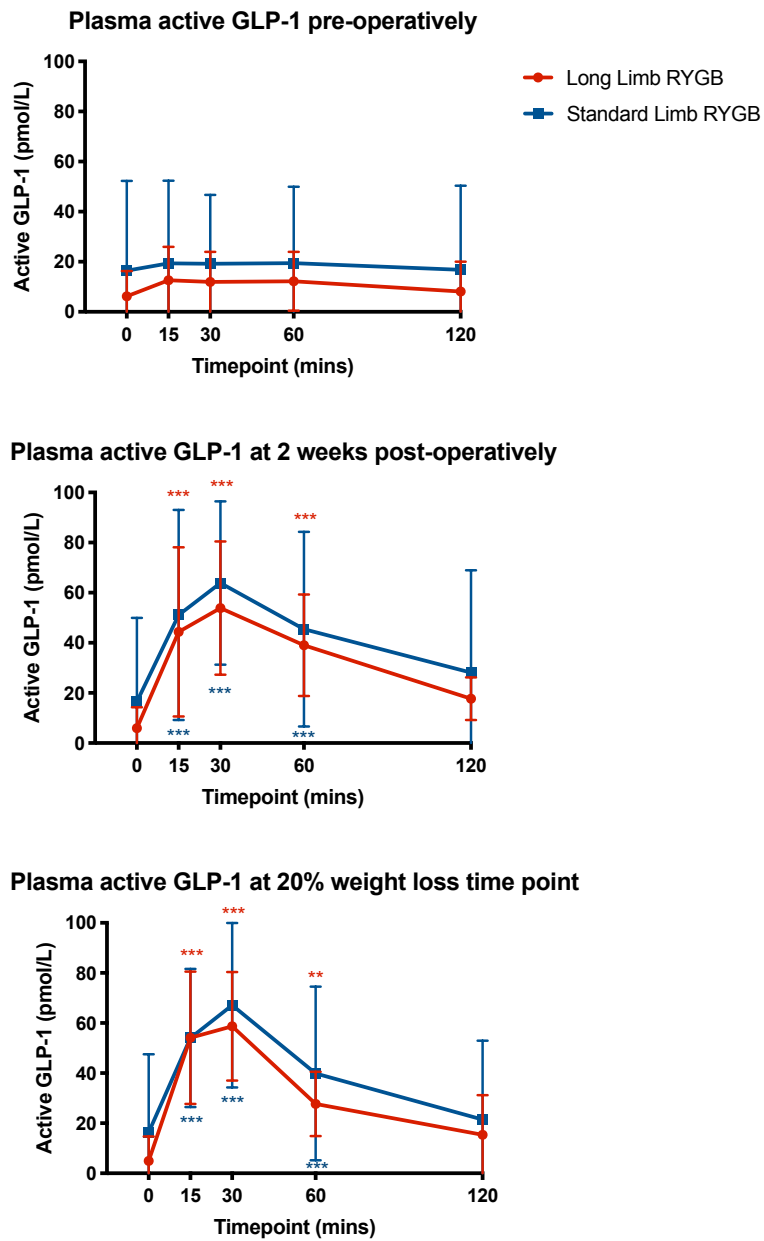 Plasma active GLP-1 pre-operatively
Long Limb RYGB
Standard Limb RYGB
Active GLP-1 (pmol/L)
100
80
60
40
20
0
0 15 30 60 120
Timepoint (mins)
Plasma active GLP-1 at 2 weeks post-operatively
Active GLP-1 (pmol/L)
100
80
60
40
20
0
*** *** ***
*** *** ***
0 15 30 60 120
Timepoint (mins)
Plasma active GLP-1 at 20% weight loss time point
Active GLP-1 (pmol/L)
100
80
60
40
20
0
*** *** **
*** *** ***
0 15 30 60 120
Timepoint (mins)